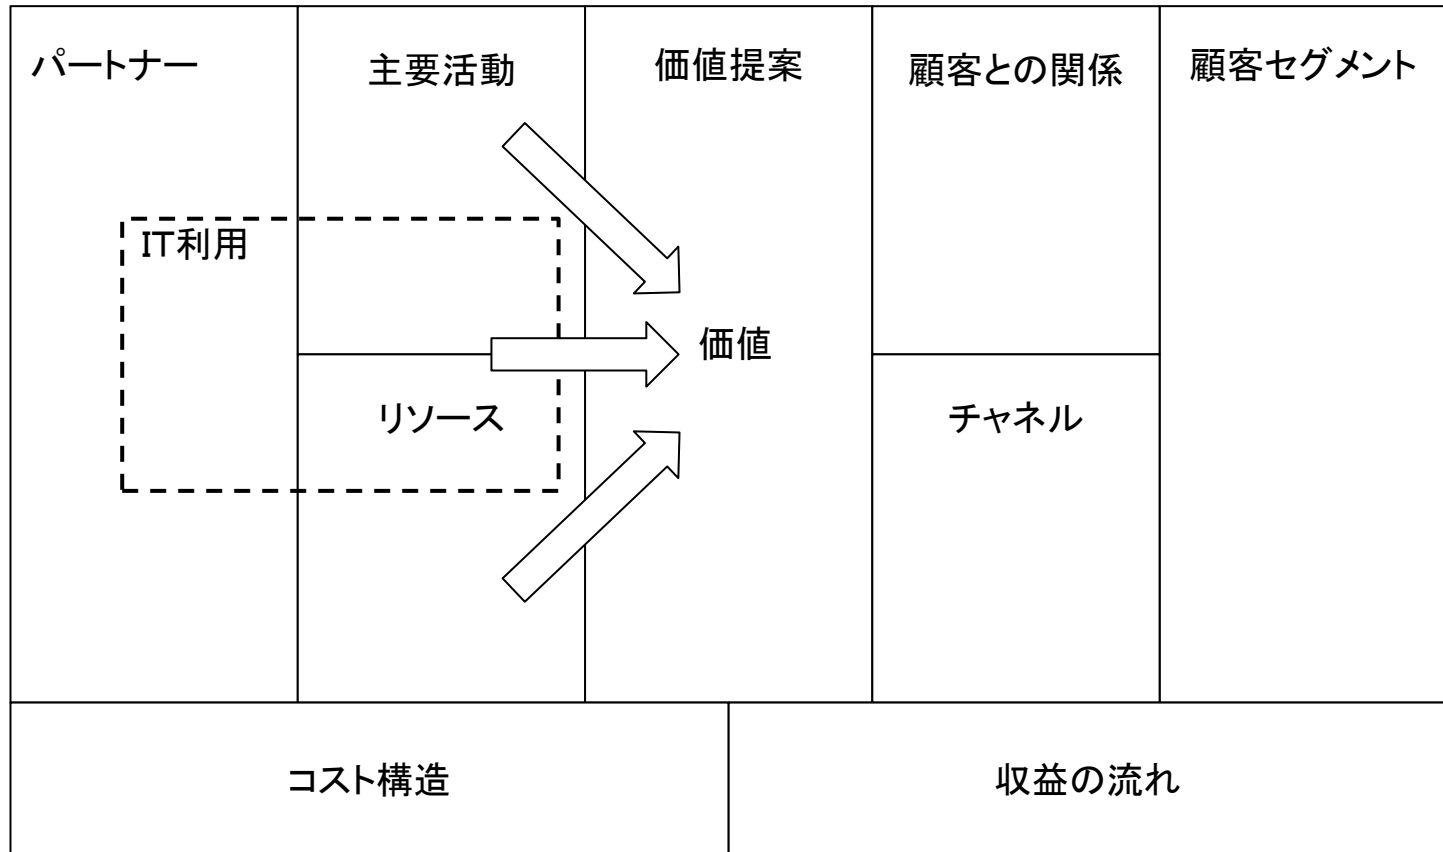 パートナー
主要活動
価値提案
顧客との関係
顧客セグメント
IT利用
価値
リソース
チャネル
コスト構造
収益の流れ